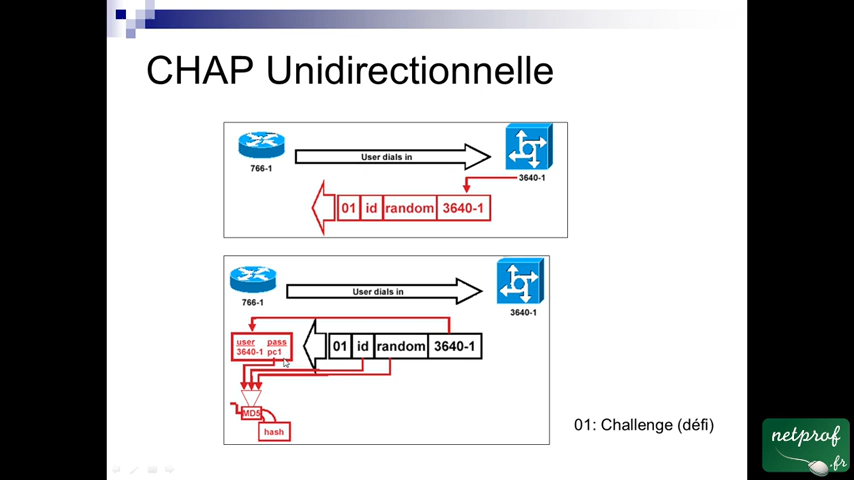 CHAP Unidirectionnelle
User dials in
766-1
3640-1
01 id random 3640-1
User dials in
766-1
3640-1
user pass
3640-1 pc1
01 id random 3640-1
MD5
hash
01: Challenge (défi)
netprof
.fr